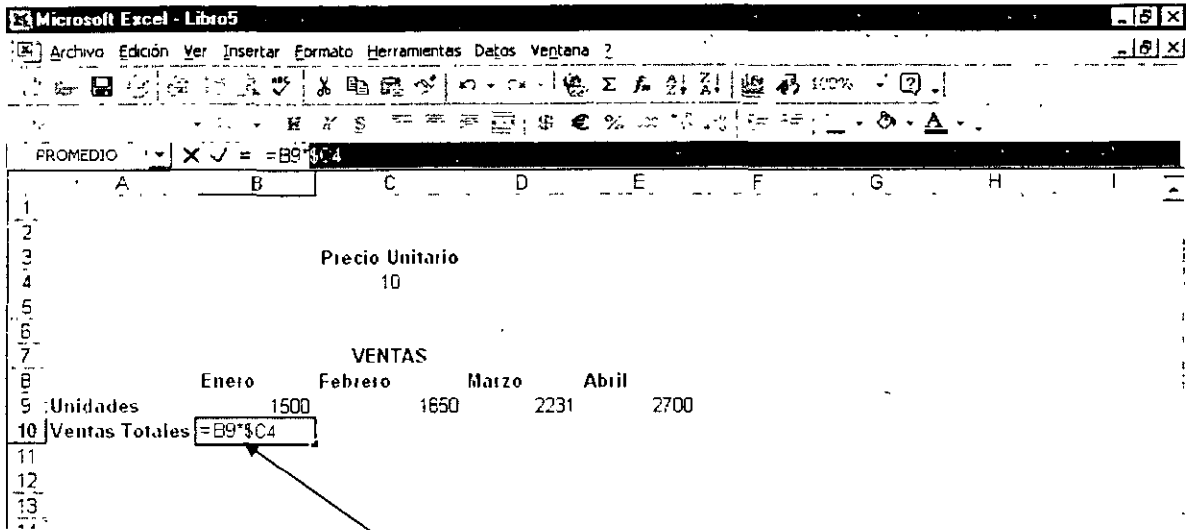 Microsoft Excel - Libro5
Archivo Edición Ver Insertar Formato Herramientas Datos Ventana ?
100%
N K S $ € %
PROMEDIO = =B9*$C4
A B C D E F G H I
1
2
3 Precio Unitario
4 10
5
6
7 VENTAS
8 Enero Febrero Marzo Abril
9 Unidades 1500 1650 2231 2700
10 Ventas Totales =B9*$C4
11
12
13
14